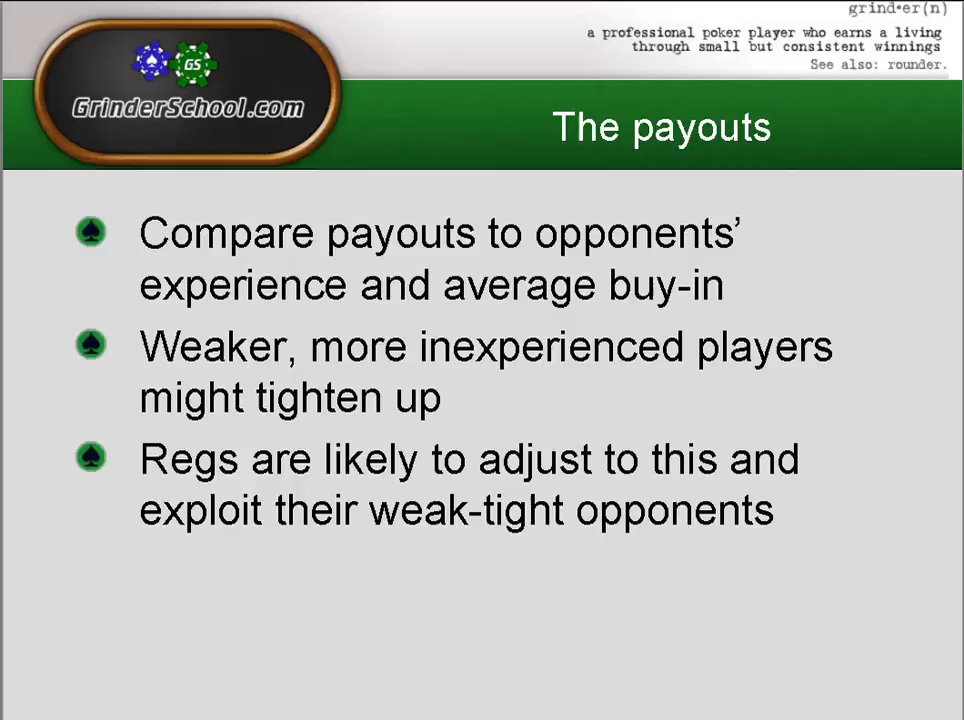 grind•er(n)
a professional poker player who earns a living
through small but consistent winnings
See also: rounder.
GS
GrinderSchool.com
The payouts
Compare payouts to opponents’
experience and average buy-in
Weaker, more inexperienced players
might tighten up
Regs are likely to adjust to this and
exploit their weak-tight opponents